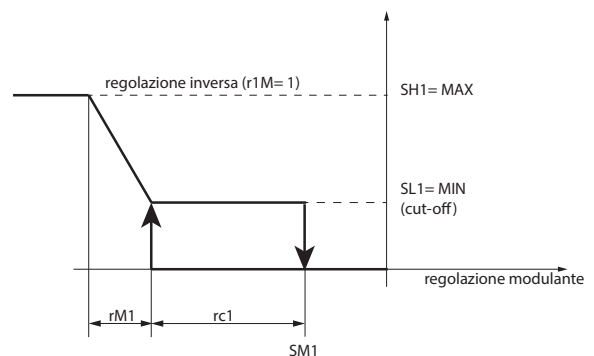 regolazione inversa (r1M= 1)
SH1= MAX
SL1= MIN
(cut-off)
regolazione modulante
rM1
rc1
SM1